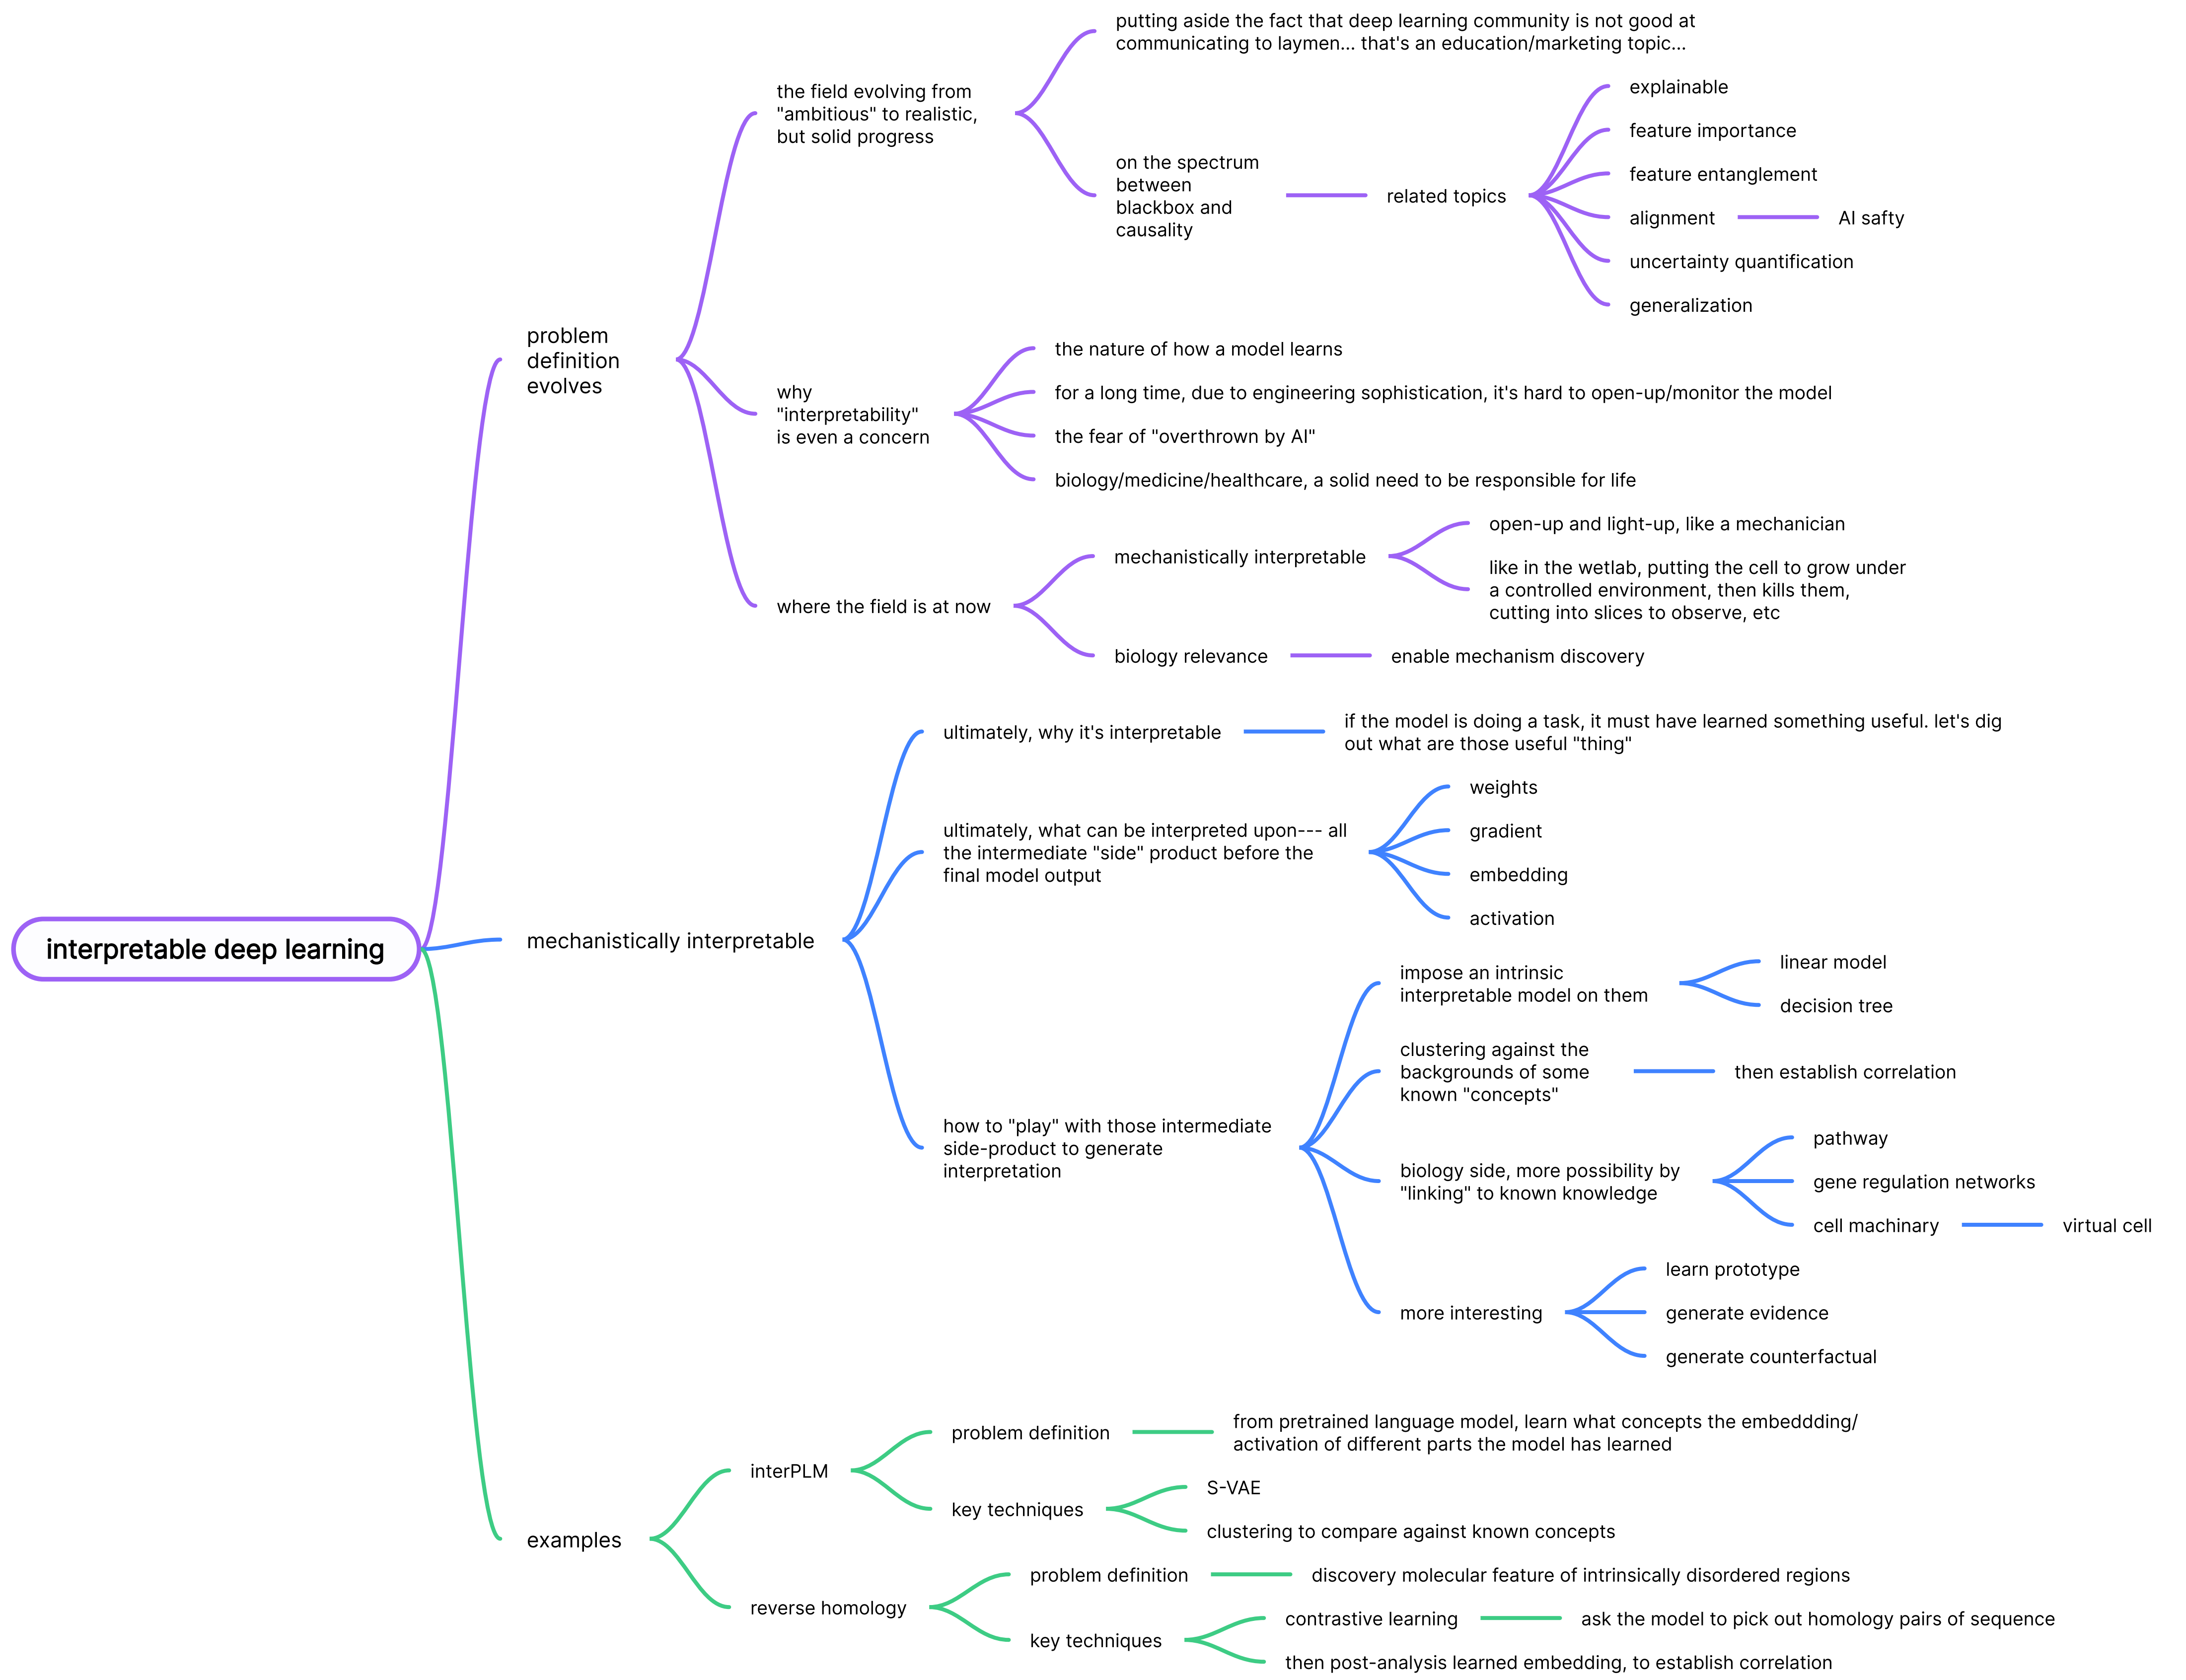 interpretable deep learning
problem
definition
evolves
the field evolving from
"ambitious" to realistic,
but solid progress
putting aside the fact that deep learning community is not good at
communicating to laymen... that's an education/marketing topic...
on the spectrum
between
blackbox and
causality
related topics
explainable
feature importance
feature entanglement
alignment
AI safty
uncertainty quantification
generalization
why
"interpretability"
is even a concern
the nature of how a model learns
for a long time, due to engineering sophistication, it's hard to open-up/monitor the model
the fear of "overthrown by AI"
biology/medicine/healthcare, a solid need to be responsible for life
where the field is at now
mechanistically interpretable
open-up and light-up, like a mechanician
like in the wetlab, putting the cell to grow under
a controlled environment, then kills them,
cutting into slices to observe, etc
biology relevance
enable mechanism discovery
mechanistically interpretable
ultimately, why it's interpretable
if the model is doing a task, it must have learned something useful. let's dig
out what are those useful "thing"
ultimately, what can be interpreted upon--- all
the intermediate "side" product before the
final model output
weights
gradient
embedding
activation
how to "play" with those intermediate
side-product to generate
interpretation
impose an intrinsic
interpretable model on them
linear model
decision tree
clustering against the
backgrounds of some
known "concepts"
then establish correlation
biology side, more possibility by
"linking" to known knowledge
pathway
gene regulation networks
cell machinary
virtual cell
more interesting
learn prototype
generate evidence
generate counterfactual
examples
interPLM
problem definition
from pretrained language model, learn what concepts the embeddding/
activation of different parts the model has learned
key techniques
S-VAE
clustering to compare against known concepts
reverse homology
problem definition
discovery molecular feature of intrinsically disordered regions
key techniques
contrastive learning
ask the model to pick out homology pairs of sequence
then post-analysis learned embedding, to establish correlation